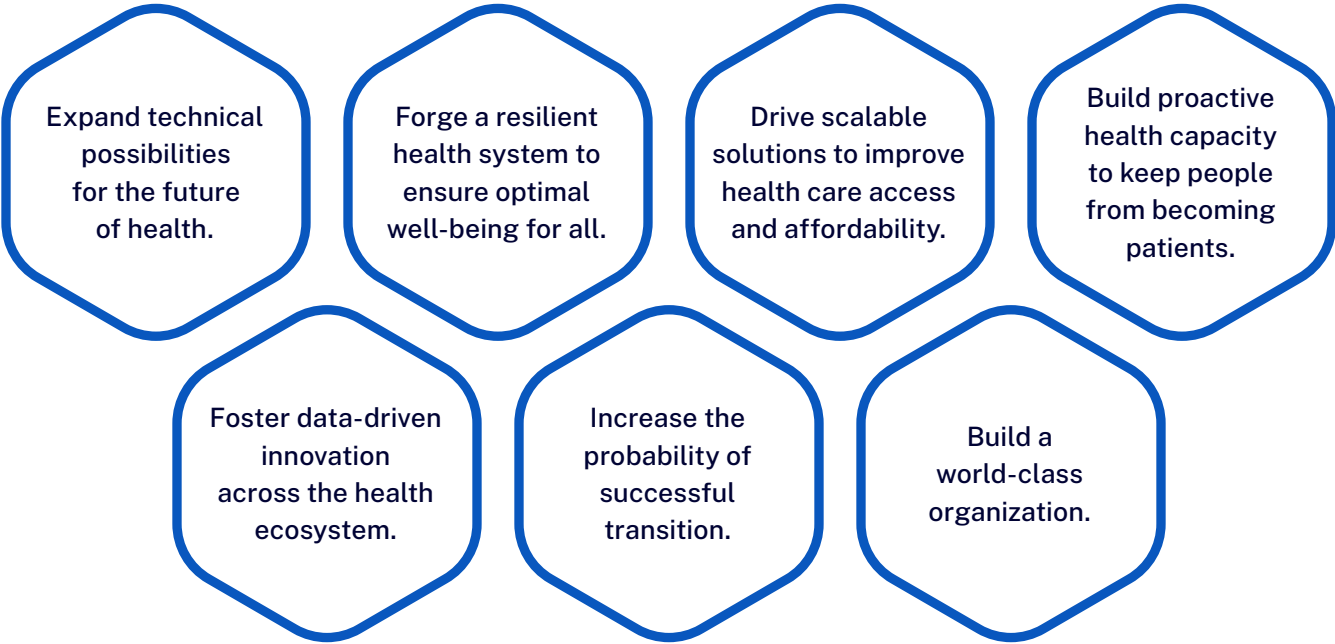 Expand technical
possibilities
for the future
of health.
Forge a resilient
health system to
ensure optimal
well-being for all.
Drive scalable
solutions to improve
health care access
and affordability.
Build proactive
health capacity
to keep people
from becoming
patients.
Foster data-driven
innovation
across the health
ecosystem.
Increase the
probability of
successful
transition.
Build a
world-class
organization.